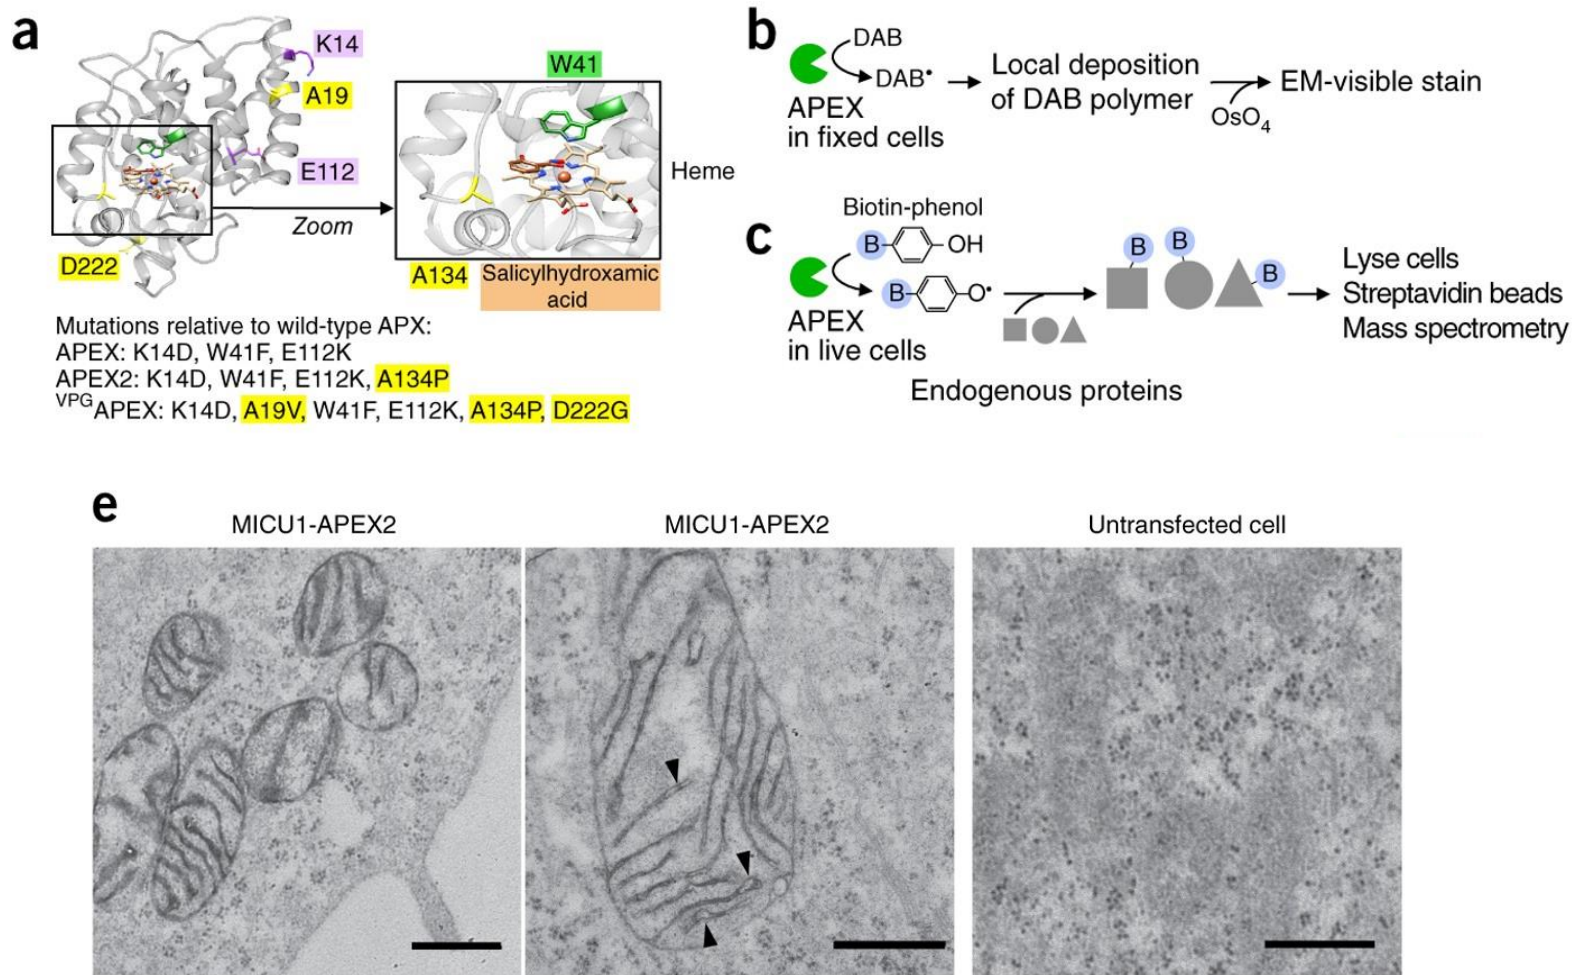 a
K14
A19
W41
E112
Heme
Zoom
D222
A134
Salicylhydroxamic
acid
Mutations relative to wild-type APX:
APEX: K14D, W41F, E112K
APEX2: K14D, W41F, E112K, A134P
VPGAPEX: K14D, A19V, W41F, E112K, A134P, D222G
b
DAB
DAB•
APEX
in fixed cells
Local deposition
of DAB polymer
OsO4
EM-visible stain
c
Biotin-phenol
B
OH
B
O•
APEX
in live cells
B
B
B
Lyse cells
Streptavidin beads
Mass spectrometry
Endogenous proteins
e
MICU1-APEX2
MICU1-APEX2
Untransfected cell